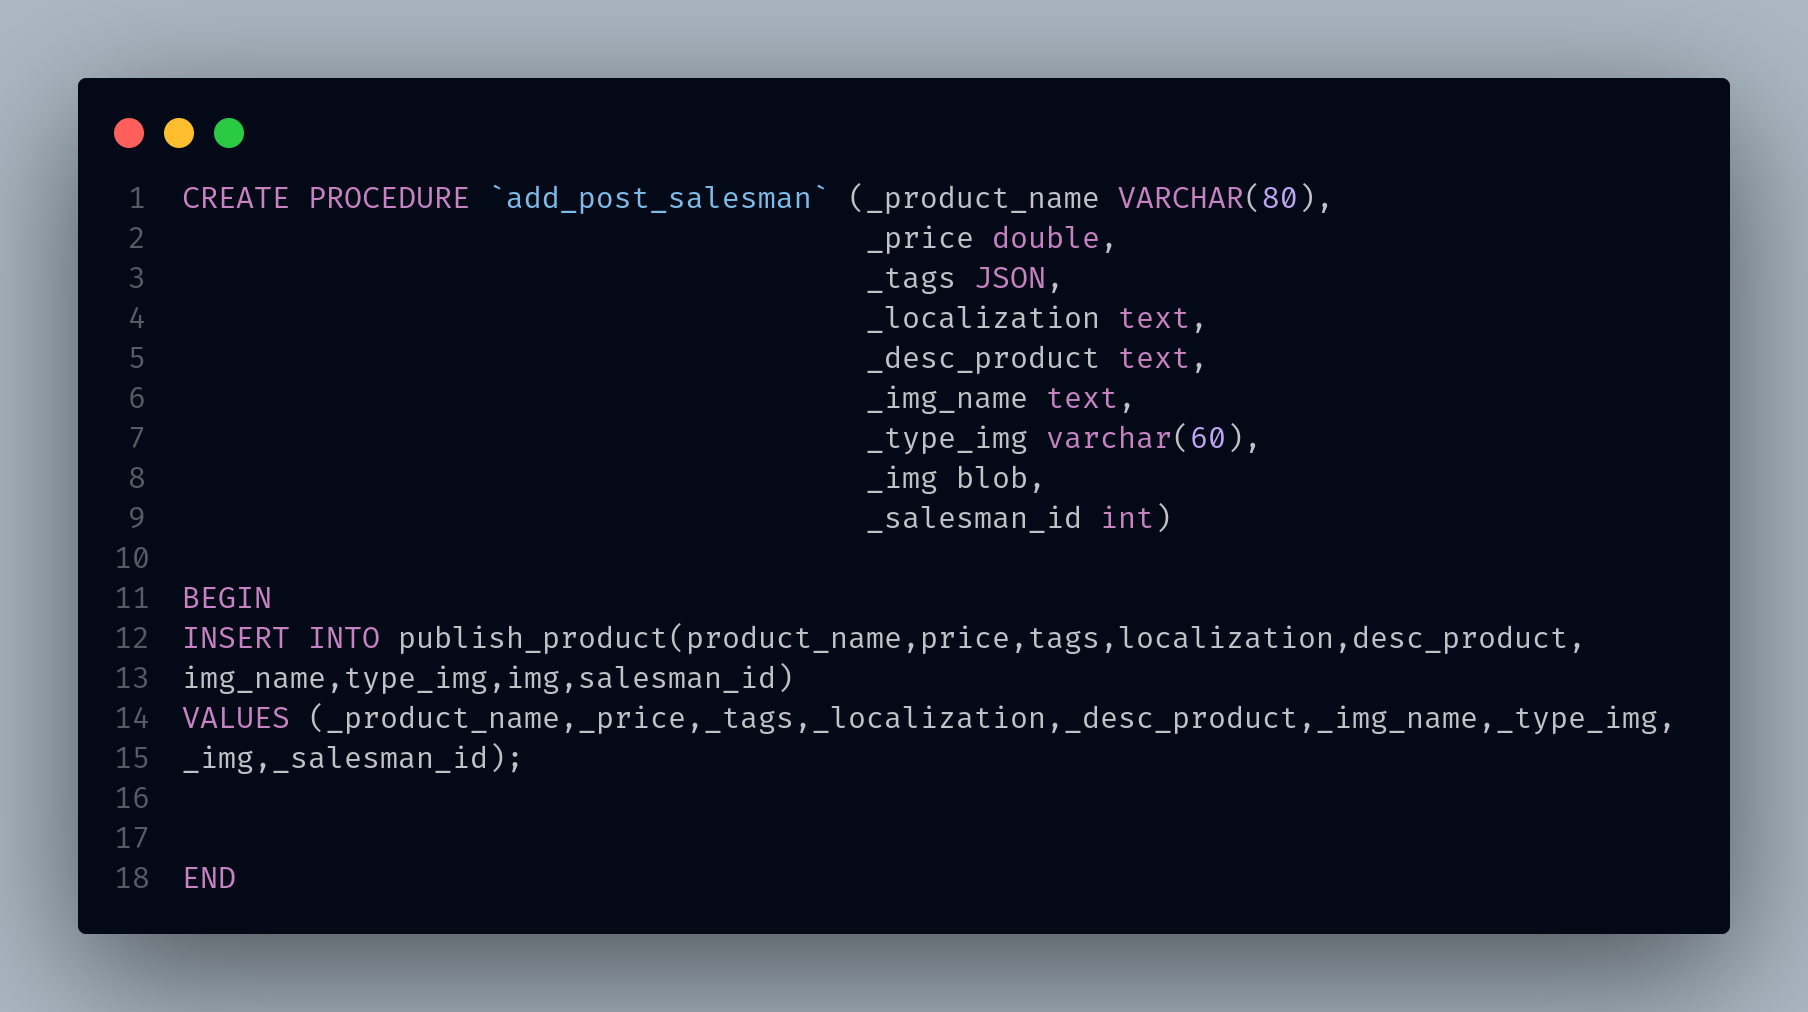 1 CREATE PROCEDURE `add_post_salesman` (_product_name VARCHAR(80),
2 _price double,
3 _tags JSON,
4 _localization text,
5 _desc_product text,
6 _img_name text,
7 _type_img varchar(60),
8 _img blob,
9 _salesman_id int)
10
11 BEGIN
12 INSERT INTO publish_product(product_name,price,tags,localization,desc_product,
13 img_name,type_img,img,salesman_id)
14 VALUES (_product_name,_price,_tags,_localization,_desc_product,_img_name,_type_img,
15 _img,_salesman_id);
16
17
18 END